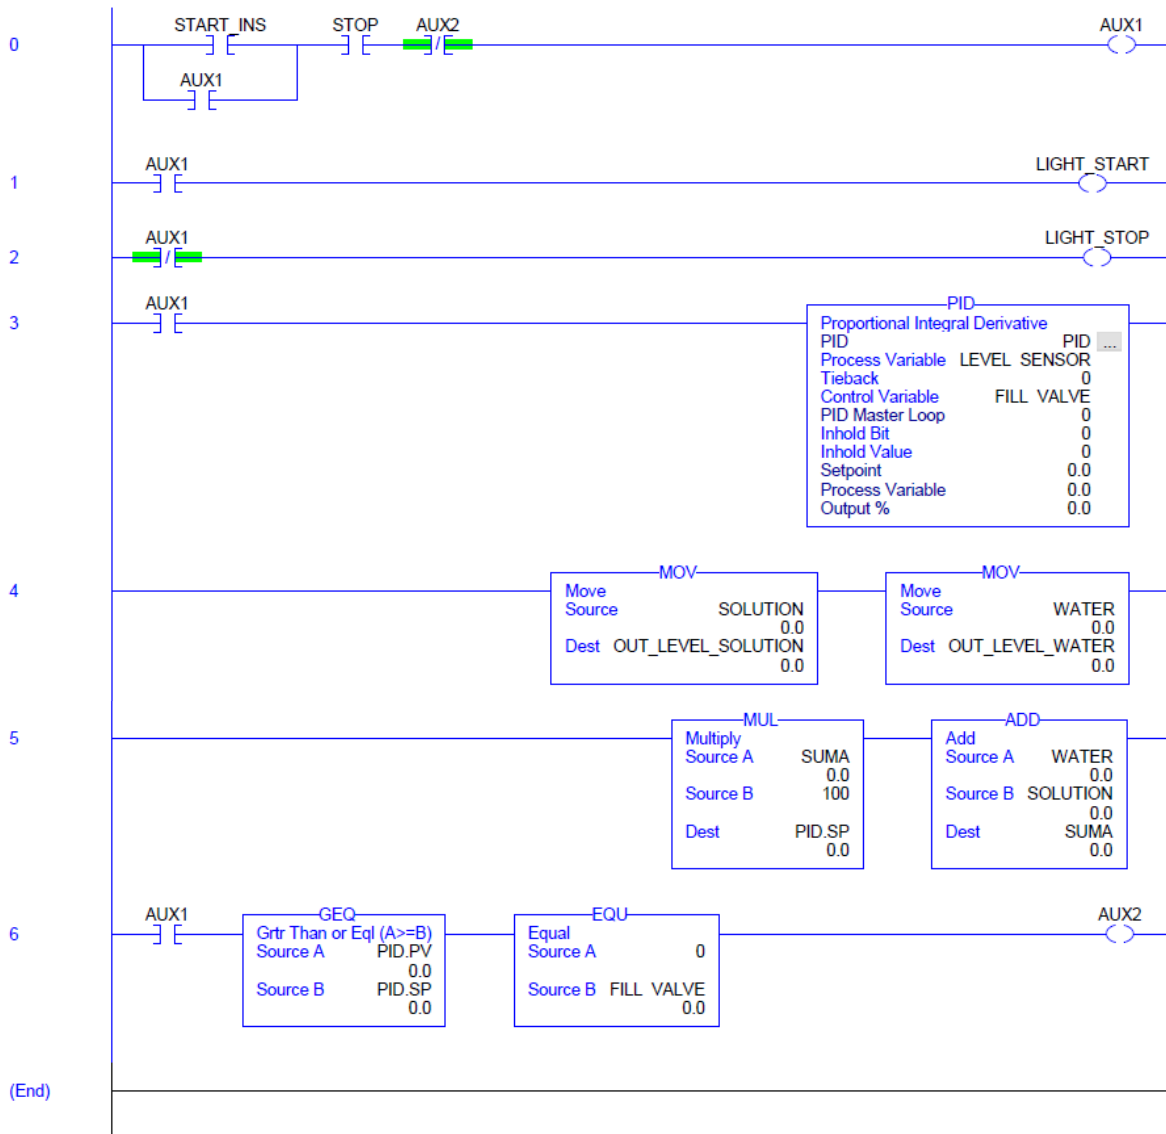 START_INS STOP AUX2 AUX1
0
AUX1
AUX1 LIGHT_START
1
AUX1 LIGHT_STOP
2
AUX1
3
PID
Proportional Integral Derivative
PID PID ...
Process Variable LEVEL_SENSOR
Tieback 0
Control Variable FILL_VALVE
PID Master Loop 0
Inhold Bit 0
Inhold Value 0
Setpoint 0.0
Process Variable 0.0
Output % 0.0
4
MOV
Move
Source SOLUTION
0.0
Dest OUT_LEVEL_SOLUTION
0.0
MOV
Move
Source WATER
0.0
Dest OUT_LEVEL_WATER
0.0
5
MUL
Multiply
Source A SUMA
0.0
Source B 100
Dest PID.SP
0.0
ADD
Add
Source A WATER
0.0
Source B SOLUTION
0.0
Dest SUMA
0.0
AUX1 AUX2
6
GEQ
Grtr Than or Eql (A>=B)
Source A PID.PV
0.0
Source B PID.SP
0.0
EQU
Equal
Source A 0
Source B FILL_VALVE
0.0
(End)